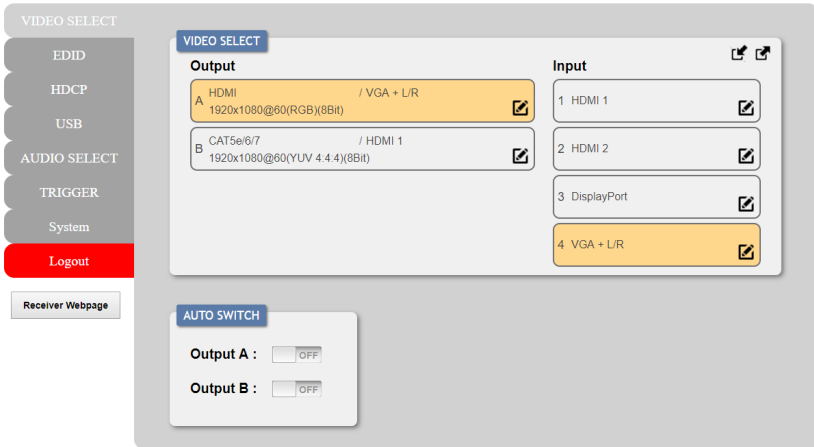 VIDEO SELECT
EDID
HDCP
USB
AUDIO SELECT
TRIGGER
System
Logout
Receiver Webpage
VIDEO SELECT
Output
A HDMI / VGA + L/R
1920x1080@60(RGB)(8Bit)
B CAT5e/6/7 / HDMI 1
1920x1080@60(YUV 4:4:4)(8Bit)
Input
1 HDMI 1
2 HDMI 2
3 DisplayPort
4 VGA + L/R
AUTO SWITCH
Output A : OFF
Output B : OFF